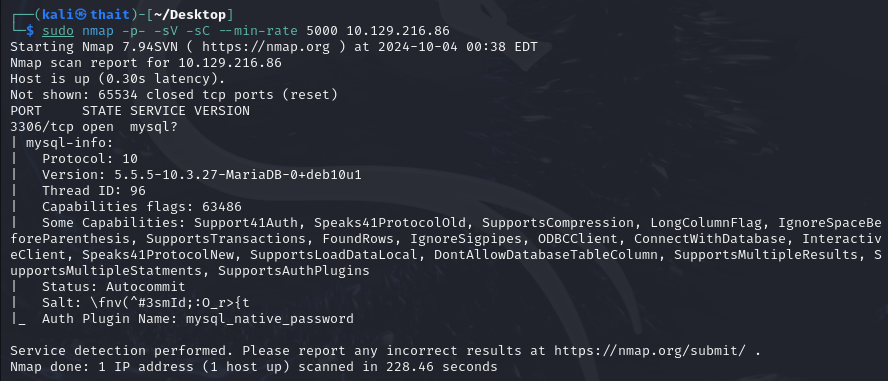 ┌──(kali㉿thait)-[~/Desktop]
└─$ sudo nmap -p- -sV -sC --min-rate 5000 10.129.216.86
Starting Nmap 7.94SVN ( https://nmap.org ) at 2024-10-04 00:38 EDT
Nmap scan report for 10.129.216.86
Host is up (0.30s latency).
Not shown: 65534 closed tcp ports (reset)
PORT     STATE SERVICE VERSION
3306/tcp open  mysql?
| mysql-info:
|   Protocol: 10
|   Version: 5.5.5-10.3.27-MariaDB-0+deb10u1
|   Thread ID: 96
|   Capabilities flags: 63486
|   Some Capabilities: Support41Auth, Speaks41ProtocolOld, SupportsCompression, LongColumnFlag, IgnoreSpaceBe
foreParenthesis, SupportsTransactions, FoundRows, IgnoreSigpipes, ODBCClient, ConnectWithDatabase, Interactiv
eClient, Speaks41ProtocolNew, SupportsLoadDataLocal, DontAllowDatabaseTableColumn, SupportsMultipleResults, S
upportsMultipleStatments, SupportsAuthPlugins
|   Status: Autocommit
|   Salt: \fnv(^#3smId;:O_r>{t
|_  Auth Plugin Name: mysql_native_password
Service detection performed. Please report any incorrect results at https://nmap.org/submit/ .
Nmap done: 1 IP address (1 host up) scanned in 228.46 seconds